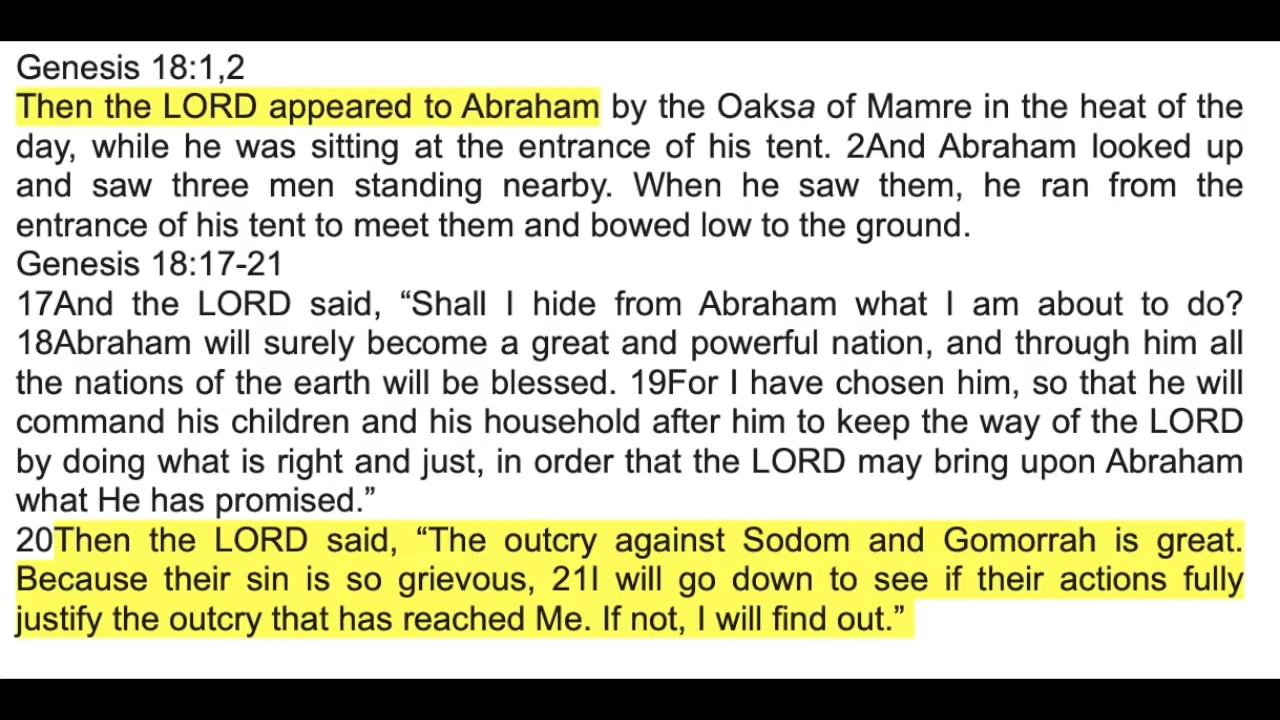 Genesis 18:1,2
Then the LORD appeared to Abraham by the Oaksa of Mamre in the heat of the
day, while he was sitting at the entrance of his tent. 2And Abraham looked up
and saw three men standing nearby. When he saw them, he ran from the
entrance of his tent to meet them and bowed low to the ground.
Genesis 18:17-21
17And the LORD said, “Shall I hide from Abraham what I am about to do?
18Abraham will surely become a great and powerful nation, and through him all
the nations of the earth will be blessed. 19For I have chosen him, so that he will
command his children and his household after him to keep the way of the LORD
by doing what is right and just, in order that the LORD may bring upon Abraham
what He has promised.”
20Then the LORD said, “The outcry against Sodom and Gomorrah is great.
Because their sin is so grievous, 21I will go down to see if their actions fully
justify the outcry that has reached Me. If not, I will find out.”